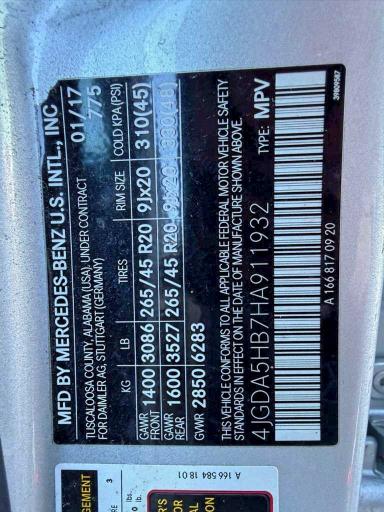 MFD BY MERCEDES-BENZ U.S. INTL., INC.
TUSCALOOSA COUNTY, ALABAMA (USA), UNDER CONTRACT 01/17
FOR DAIMLER AG, STUTTGART (GERMANY) 775
KG LB TIRES RIM SIZE COLD KPA (PSI)
GAWR FRONT 1400 3086 265/45 R20 9Jx20 310(45)
GAWR REAR 1600 3527 265/45 R20
GVWR 2850 6283
THIS VEHICLE CONFORMS TO ALL APPLICABLE FEDERAL MOTOR VEHICLE SAFETY
STANDARDS IN EFFECT ON THE DATE OF MANUFACTURE SHOWN ABOVE.
4JGDA5HB7HA911932 TYPE: MPV
A 166 817 09 20
A 166 584 18 01
3
lbs.